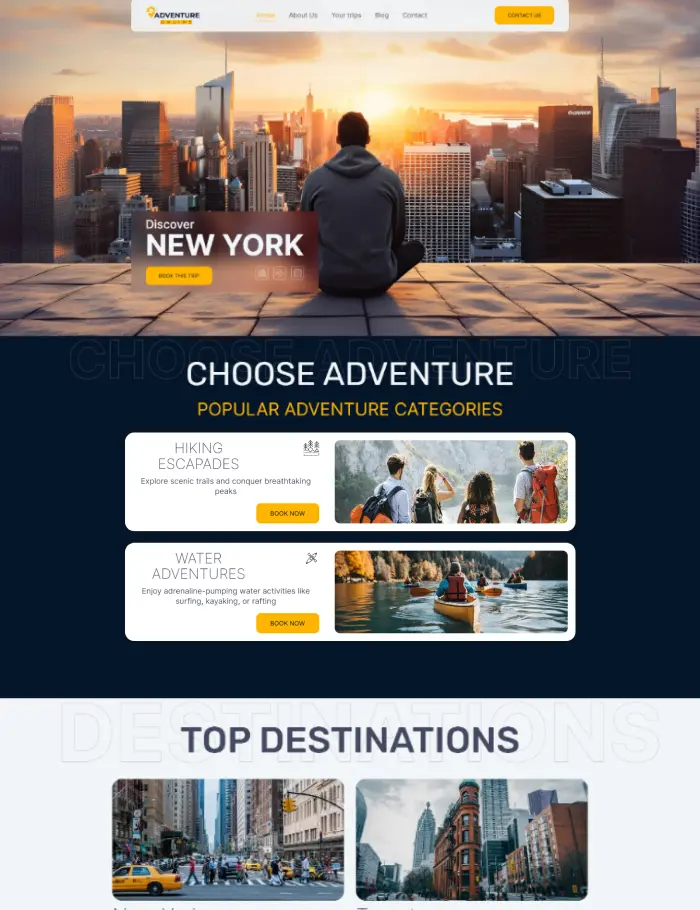 ADVENTURE
ONLINE
Home
About Us
Your trips
Blog
Contact
CONTACT US
Discover
NEW YORK
BOOK THIS TRIP
CHOOSE ADVENTURE
CHOOSE ADVENTURE
POPULAR ADVENTURE CATEGORIES
HIKING
ESCAPADES
Explore scenic trails and conquer breathtaking
peaks
BOOK NOW
WATER
ADVENTURES
Enjoy adrenaline-pumping water activities like
surfing, kayaking, or rafting
BOOK NOW
DESTINATIONS
TOP DESTINATIONS